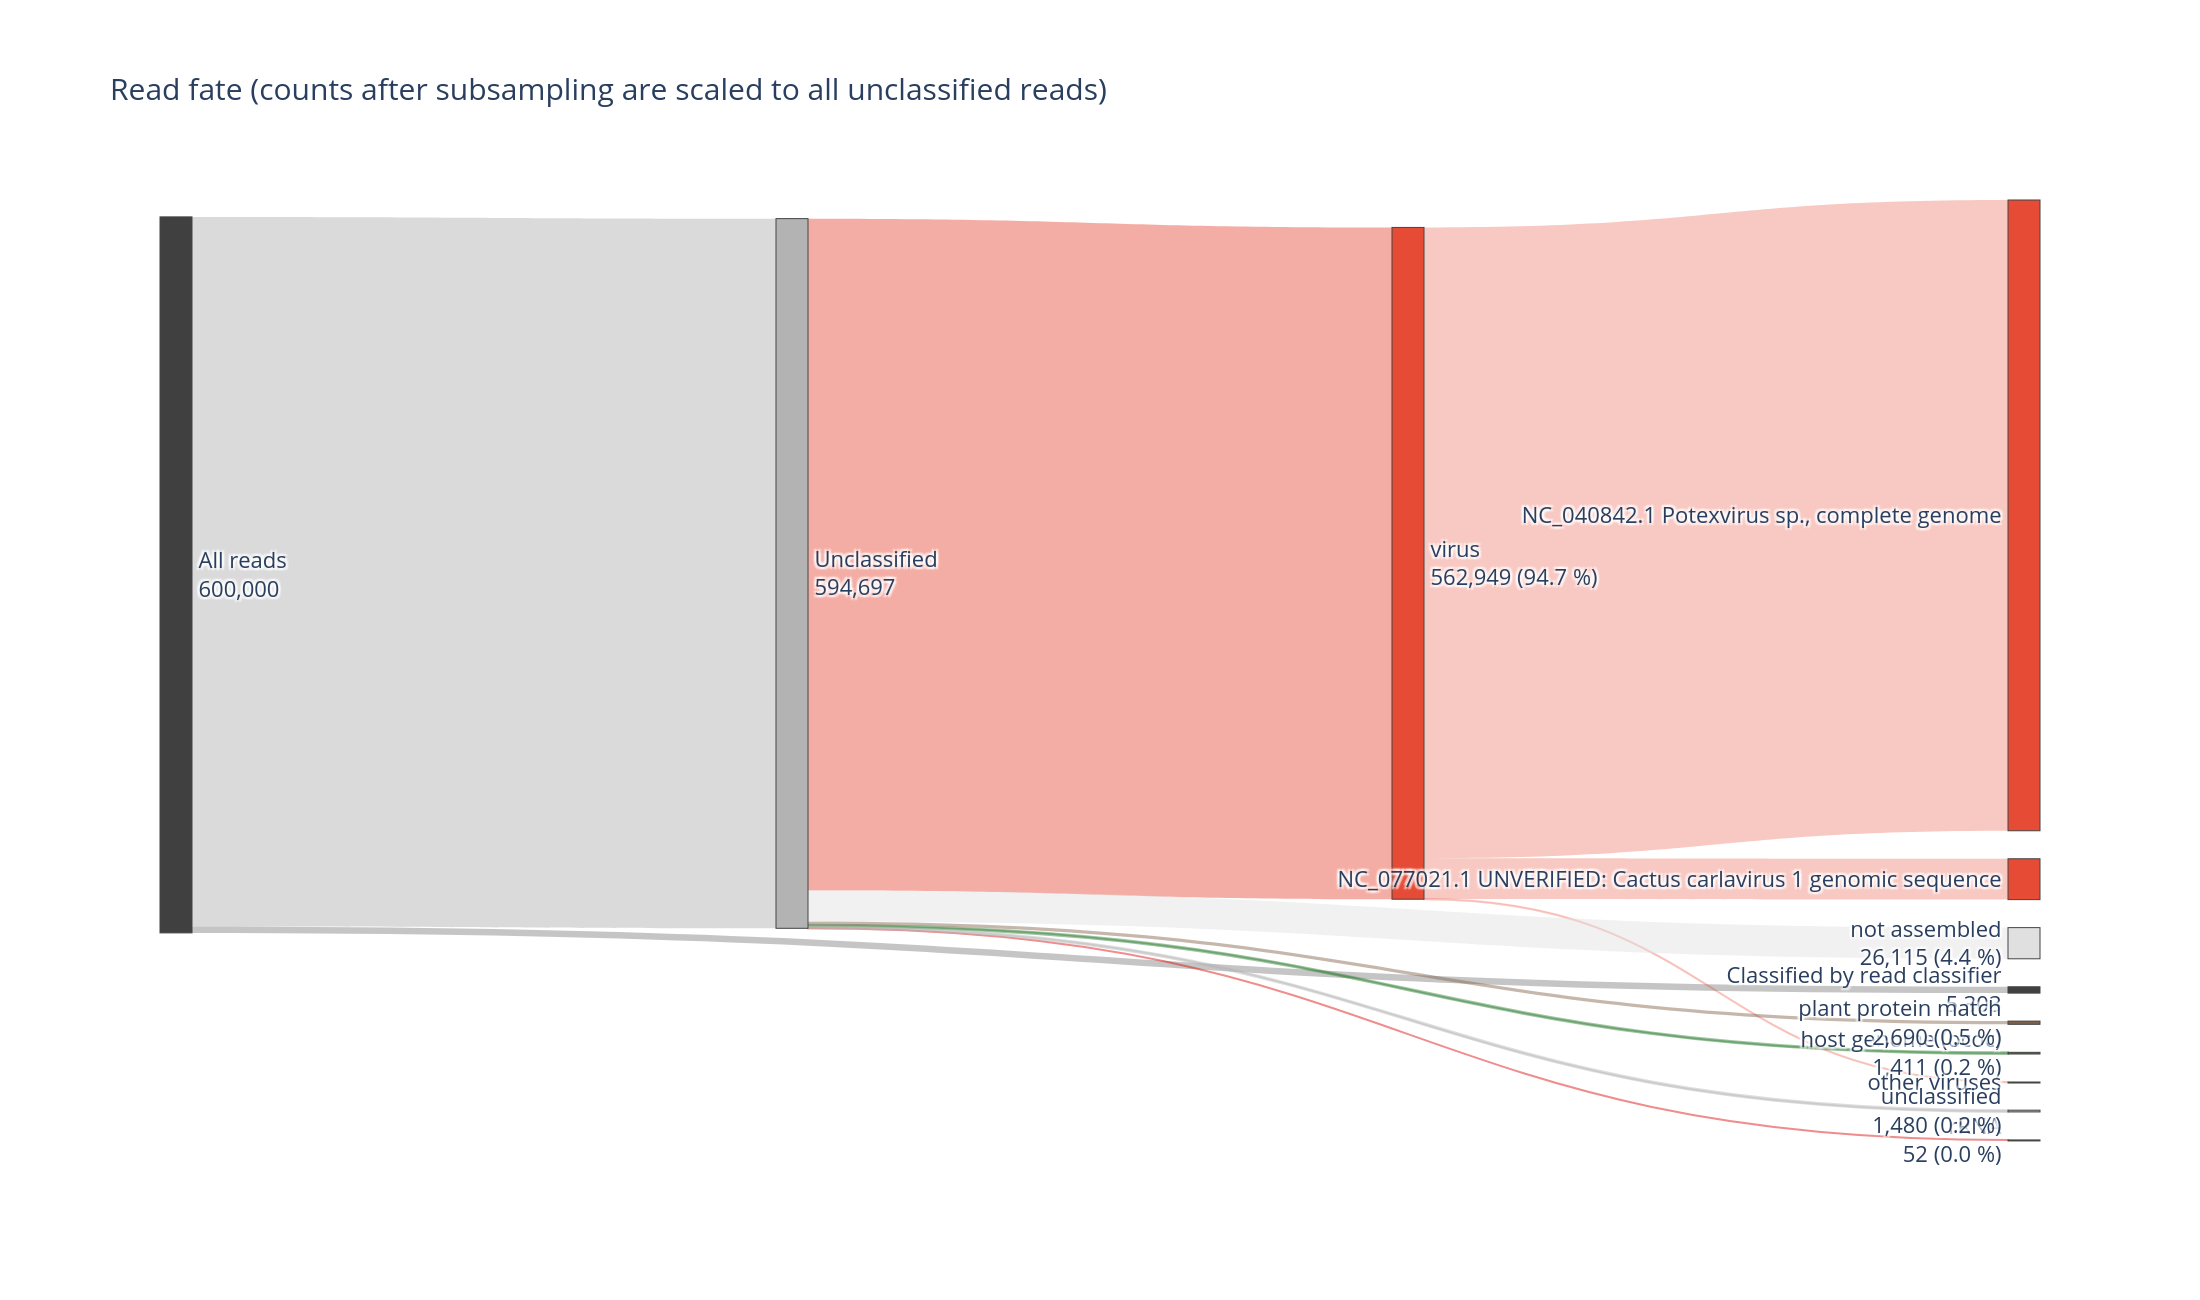 Read fate (counts after subsampling are scaled to all unclassified reads)
All reads
600,000
Unclassified
594,697
virus
562,949 (94.7 %)
NC_040842.1 Potexvirus sp., complete genome
NC_077021.1 UNVERIFIED: Cactus carlavirus 1 genomic sequence
not assembled
26,115 (4.4 %)
Classified by read classifier
plant protein match
2,690 (0.5 %)
host
1,411 (0.2 %)
other viruses
unclassified
1,480 (0.2 %)
52 (0.0 %)